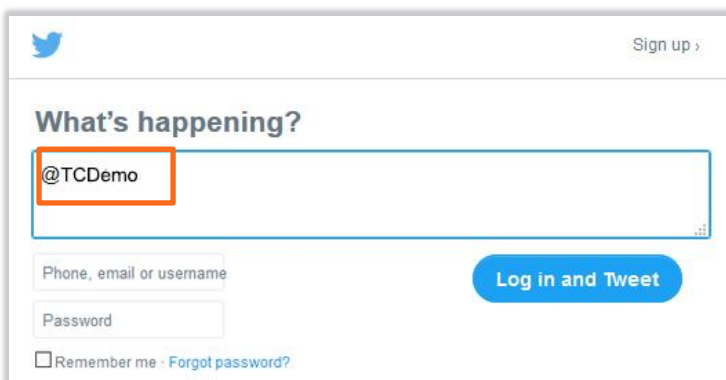 Sign up ›
What's happening?
@TCDemo
Phone, email or username
Log in and Tweet
Password
Remember me · Forgot password?